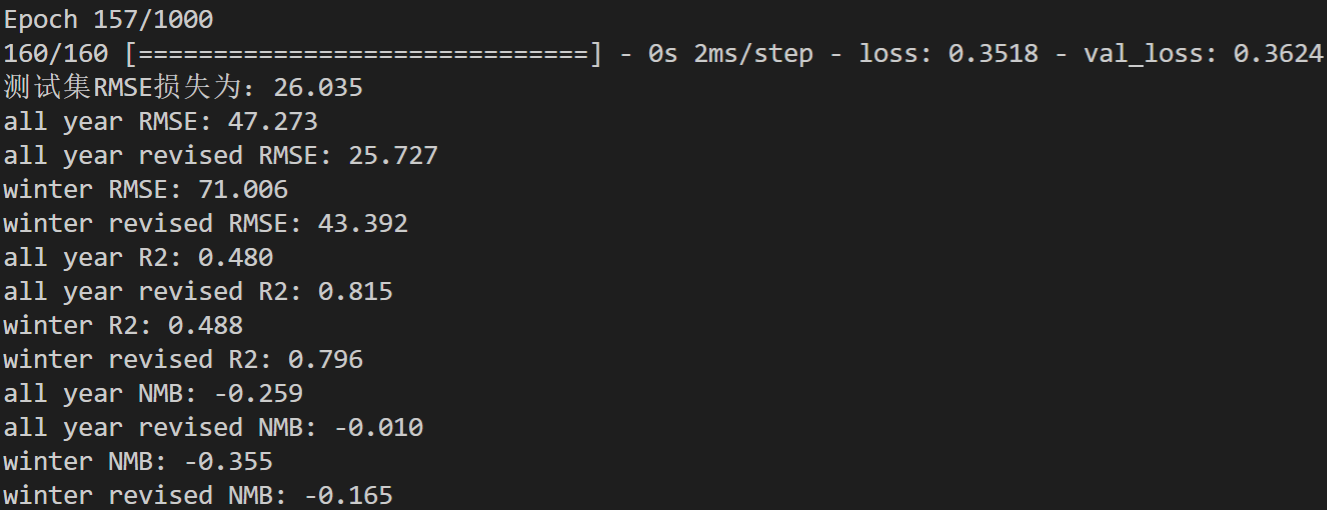 Epoch 157/1000
160/160 [==============================] - 0s 2ms/step - loss: 0.3518 - val_loss: 0.3624
测试集RMSE损失为：26.035
all year RMSE: 47.273
all year revised RMSE: 25.727
winter RMSE: 71.006
winter revised RMSE: 43.392
all year R2: 0.480
all year revised R2: 0.815
winter R2: 0.488
winter revised R2: 0.796
all year NMB: -0.259
all year revised NMB: -0.010
winter NMB: -0.355
winter revised NMB: -0.165